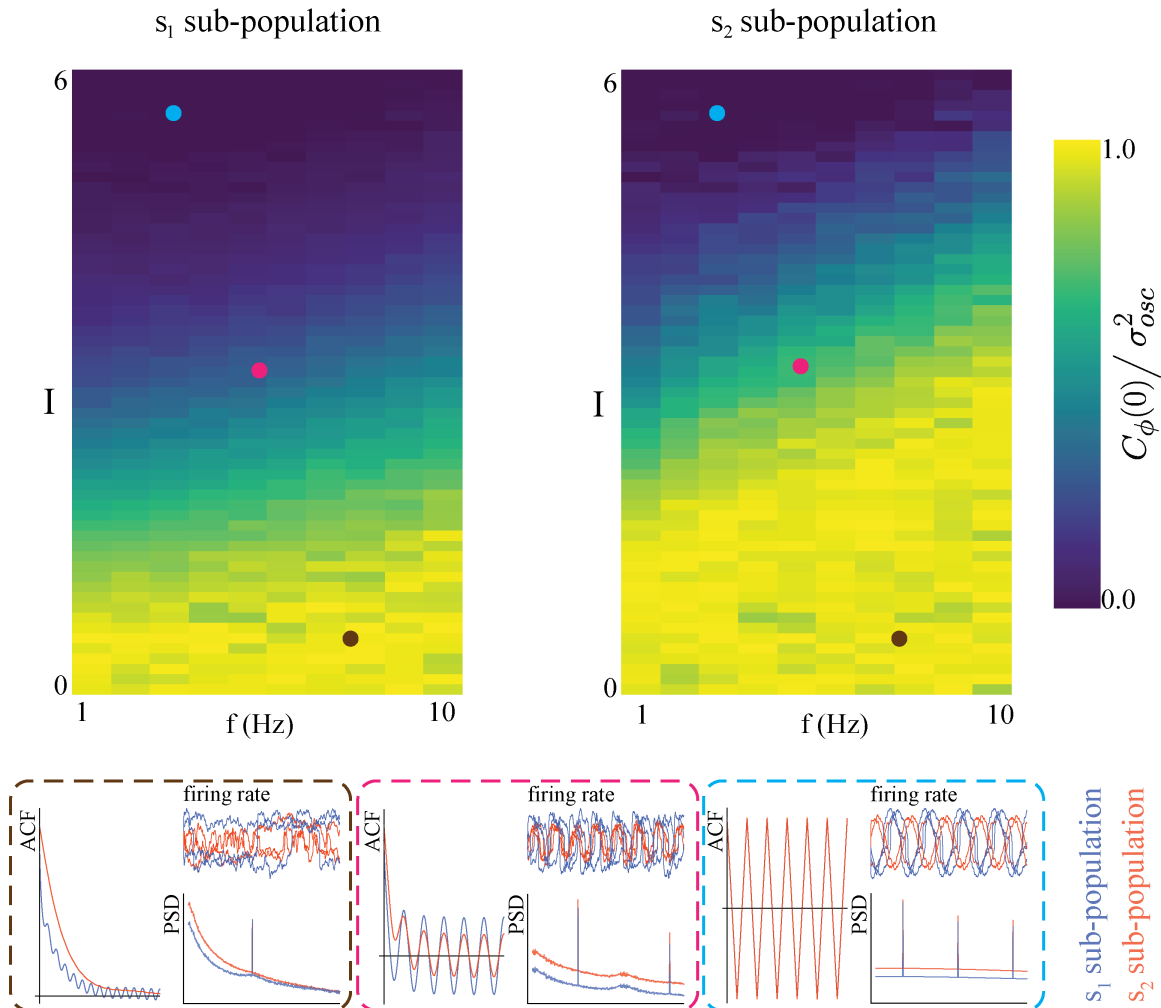 s₁ sub-population
s₂ sub-population
6
I
0
1
f (Hz)
10
6
I
0
1
f (Hz)
10
1.0
0.0
C_ϕ(0) / σ²_osc
ACF
firing rate
PSD
ACF
firing rate
PSD
ACF
firing rate
PSD
s₁ sub-population
s₂ sub-population